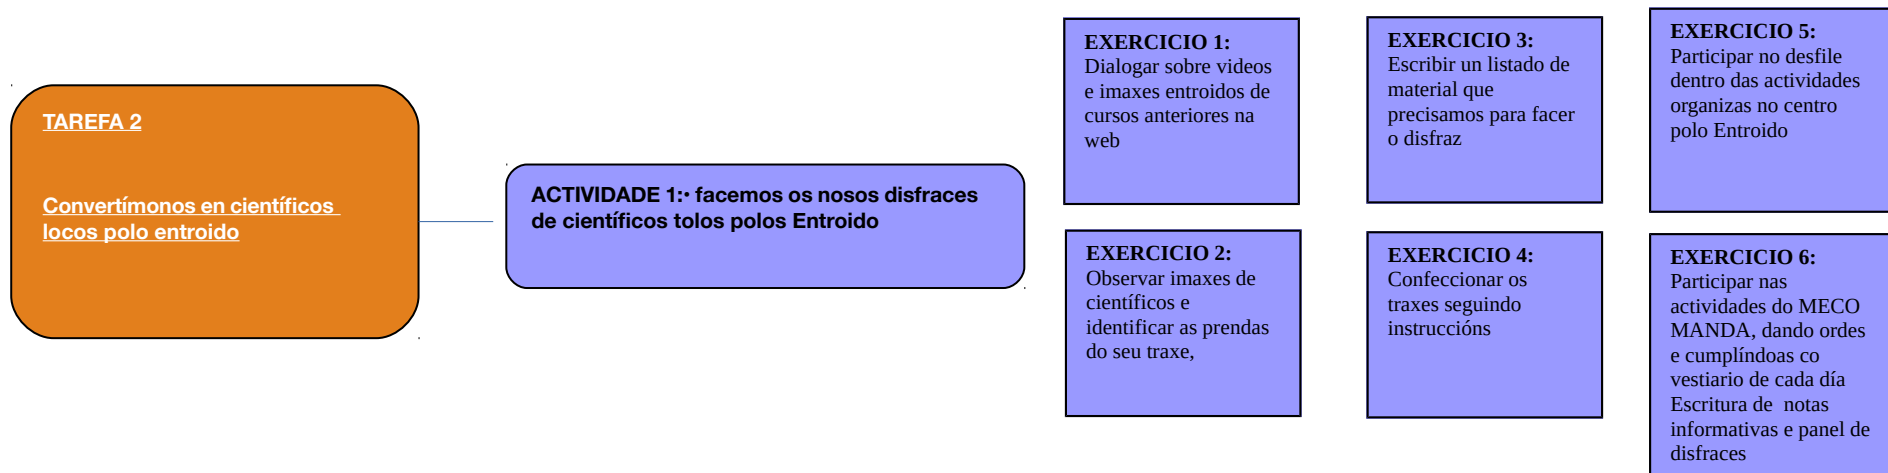 TAREFA 2
Convertímonos en científicos
locos polo entroido
ACTIVIDADE 1:• facemos os nosos disfraces
de científicos tolos polos Entroido
EXERCICIO 1:
Dialogar sobre videos
e imaxes entroidos de
cursos anteriores na
web
EXERCICIO 2:
Observar imaxes de
científicos e
identificar as prendas
do seu traxe,
EXERCICIO 3:
Escribir un listado de
material que
precisamos para facer
o disfraz
EXERCICIO 4:
Confeccionar os
traxes seguindo
instruccións
EXERCICIO 5:
Participar no desfile
dentro das actividades
organizas no centro
polo Entroido
EXERCICIO 6:
Participar nas
actividades do MECO
MANDA, dando ordes
e cumplíndoas co
vestiario de cada día
Escritura de  notas
informativas e panel de
disfraces